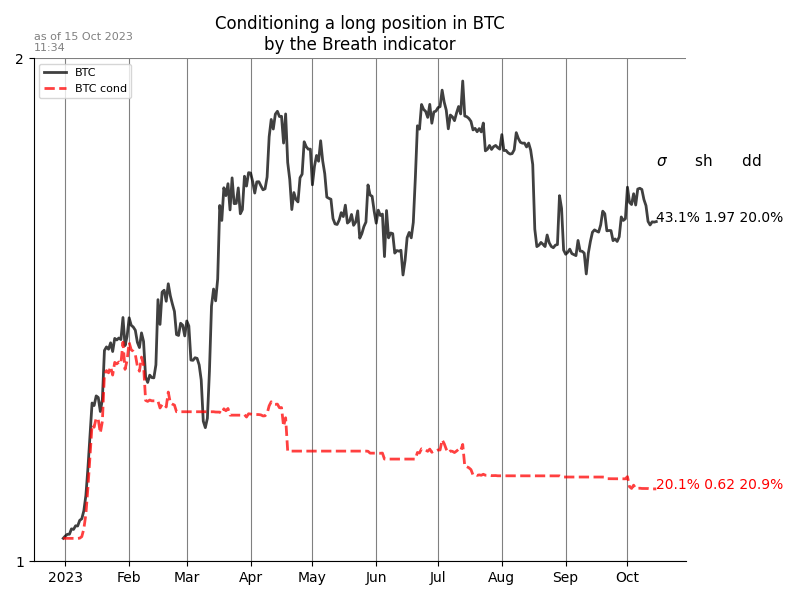 Conditioning a long position in BTC
by the Breath indicator
as of 15 Oct 2023
11:34
2
BTC
BTC cond
σ sh dd
43.1% 1.97 20.0%
20.1% 0.62 20.9%
1
2023 Feb Mar Apr May Jun Jul Aug Sep Oct